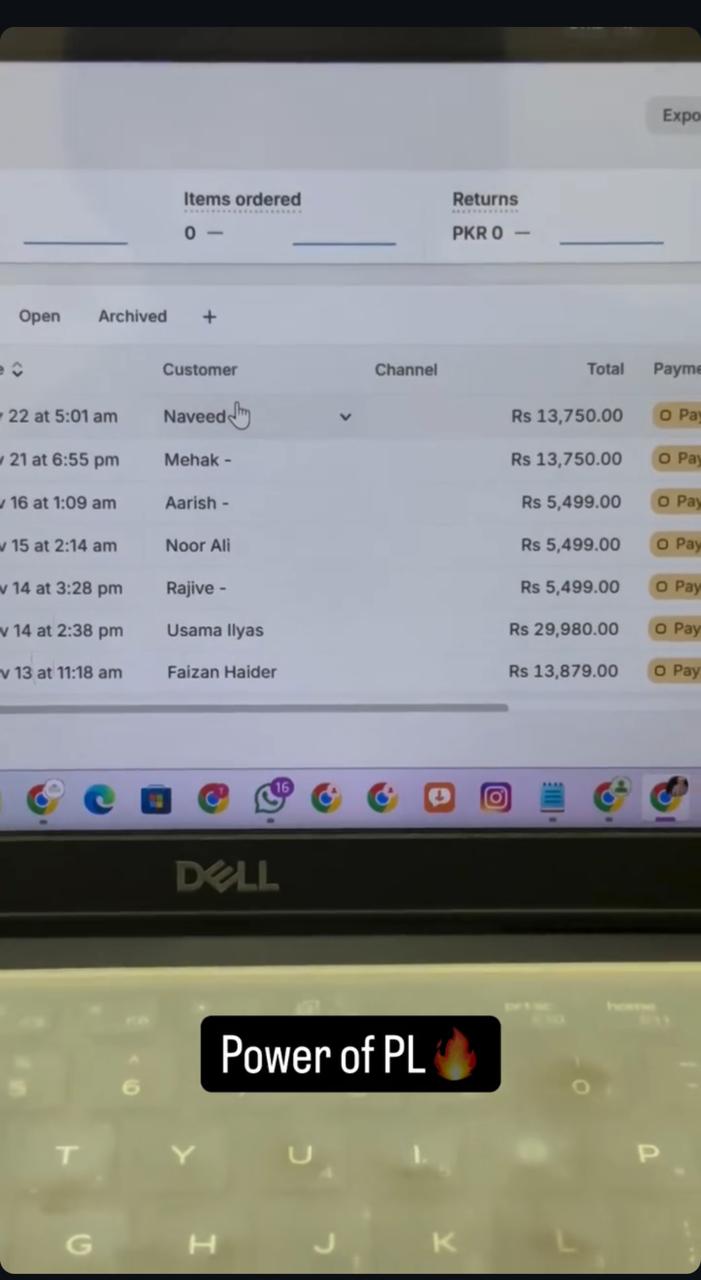 Expo
Items ordered
Returns
0 —
PKR 0 —
Open Archived +
e Customer Channel Total Payme
22 at 5:01 am Naveed Rs 13,750.00 Pay
v 21 at 6:55 pm Mehak - Rs 13,750.00 Pay
v 16 at 1:09 am Aarish - Rs 5,499.00 Pay
v 15 at 2:14 am Noor Ali Rs 5,499.00 Pay
v 14 at 3:28 pm Rajive - Rs 5,499.00 Pay
v 14 at 2:38 pm Usama Ilyas Rs 29,980.00 Pay
v 13 at 11:18 am Faizan Haider Rs 13,879.00 Pay
16
DELL
prtsc home
Power of PL🔥
5 6 0
T Y U I P
G H J K L